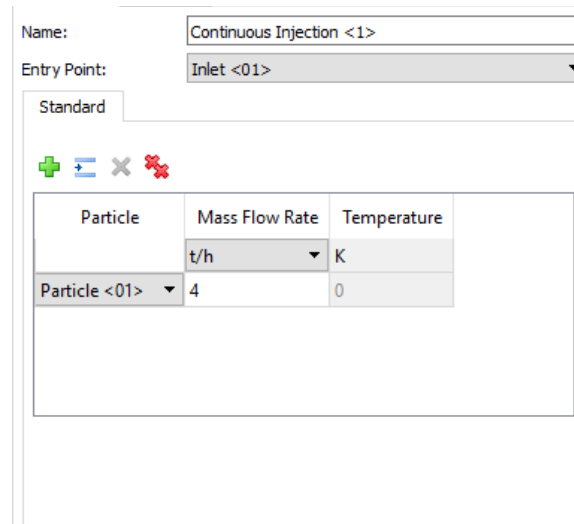 Name: Continuous Injection <1>
Entry Point: Inlet <01>
Standard
Particle Mass Flow Rate Temperature
t/h K
Particle <01> 4 0